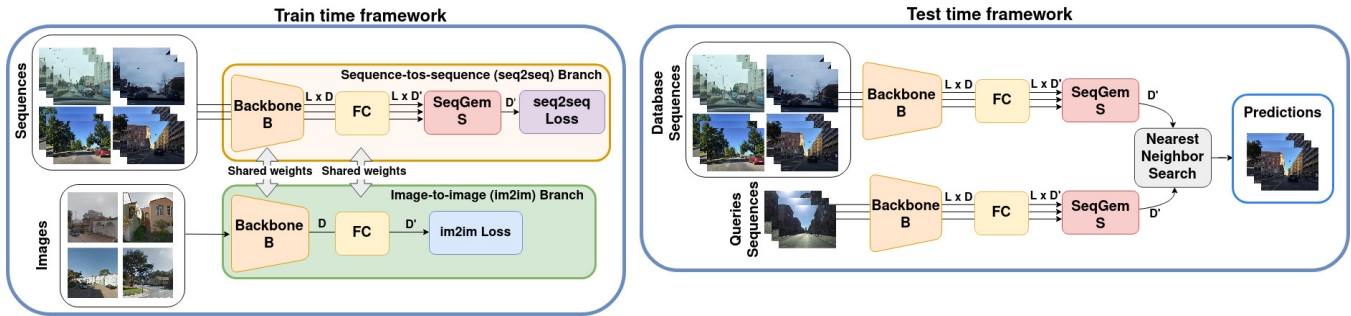 Train time framework
Sequences
Sequence-tos-sequence (seq2seq) Branch
Backbone
B
L x D
FC
L x D'
SeqGem
S
D'
seq2seq
Loss
Shared weights
Shared weights
Images
Image-to-image (im2im) Branch
Backbone
B
D
FC
D'
im2im Loss
Test time framework
Database
Sequences
Backbone
B
L x D
FC
L x D'
SeqGem
S
D'
Queries
Sequences
Backbone
B
L x D
FC
L x D'
SeqGem
S
D'
Nearest
Neighbor
Search
Predictions